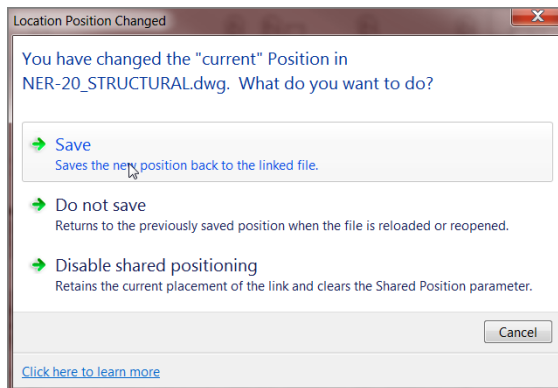 Location Position Changed
You have changed the "current" Position in
NER-20_STRUCTURAL.dwg. What do you want to do?
Save
Saves the new position back to the linked file.
Do not save
Returns to the previously saved position when the file is reloaded or reopened.
Disable shared positioning
Retains the current placement of the link and clears the Shared Position parameter.
Cancel
Click here to learn more